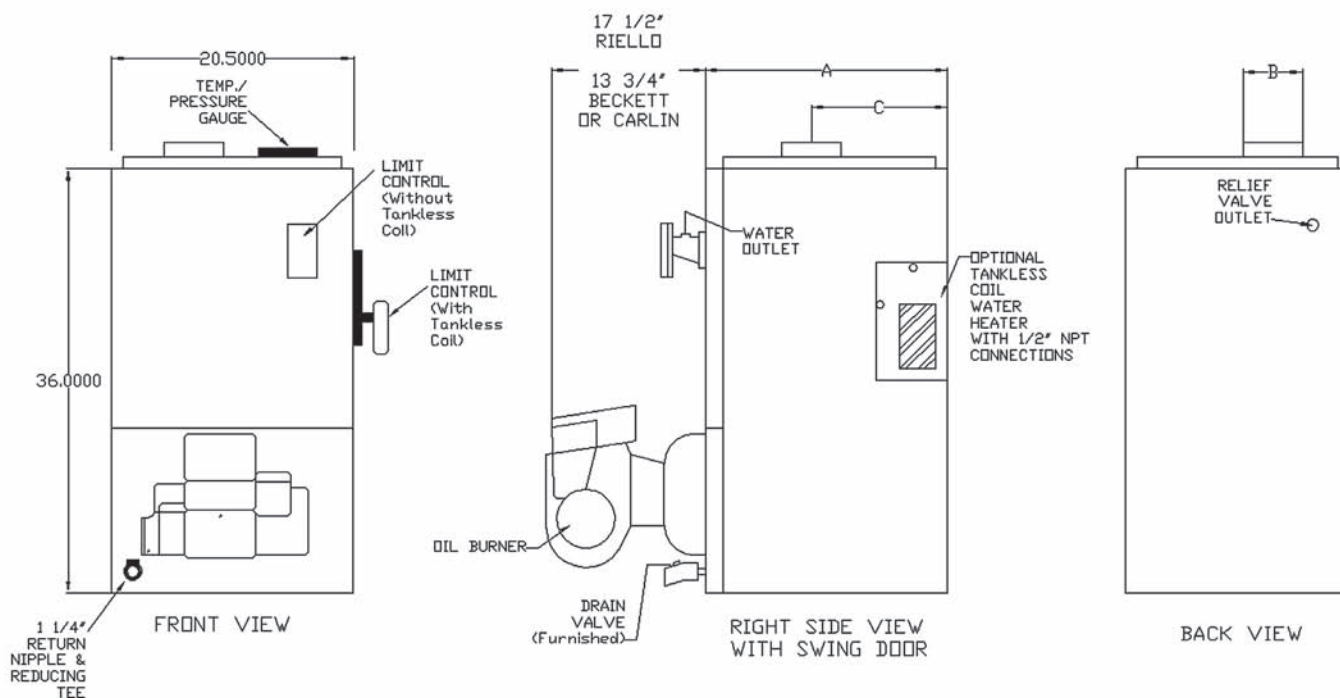 20.5000
TEMP./
PRESSURE
GAUGE
LIMIT
CONTROL
(Without
Tankless
Coil)
LIMIT
CONTROL
(With
Tankless
Coil)
36.0000
1 1/4"
RETURN
NIPPLE &
REDUCING
TEE
FRONT VIEW
17 1/2"
RIELLO
13 3/4"
BECKETT
OR CARLIN
A
C
WATER
OUTLET
OPTIONAL
TANKLESS
COIL
WATER
HEATER
WITH 1/2" NPT
CONNECTIONS
OIL BURNER
DRAIN
VALVE
(Furnished)
RIGHT SIDE VIEW
WITH SWING DOOR
B
RELIEF
VALVE
OUTLET
BACK VIEW